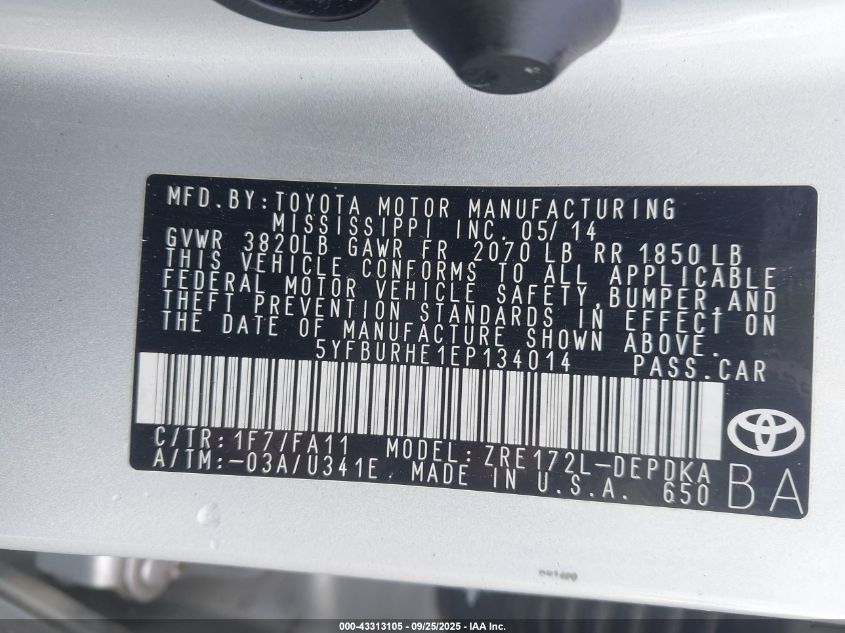 MFD. BY: TOYOTA MOTOR MANUFACTURING
MISSISSIPPI INC. 05/14
GVWR 3820LB GAWR FR 2070 LB RR 1850 LB
THIS VEHICLE CONFORMS TO ALL APPLICABLE
FEDERAL MOTOR VEHICLE SAFETY, BUMPER, AND
THEFT PREVENTION STANDARDS IN EFFECT ON
THE DATE OF MANUFACTURE SHOWN ABOVE.
5YFBURHE1EP134014 PASS. CAR
C/TR: 1F7/FA11 MODEL: ZRE172L-DEPDKA
A/TM:-03A/U341E MADE IN U.S.A. 650
BA
000-43313105 - 09/25/2025 - IAA Inc.